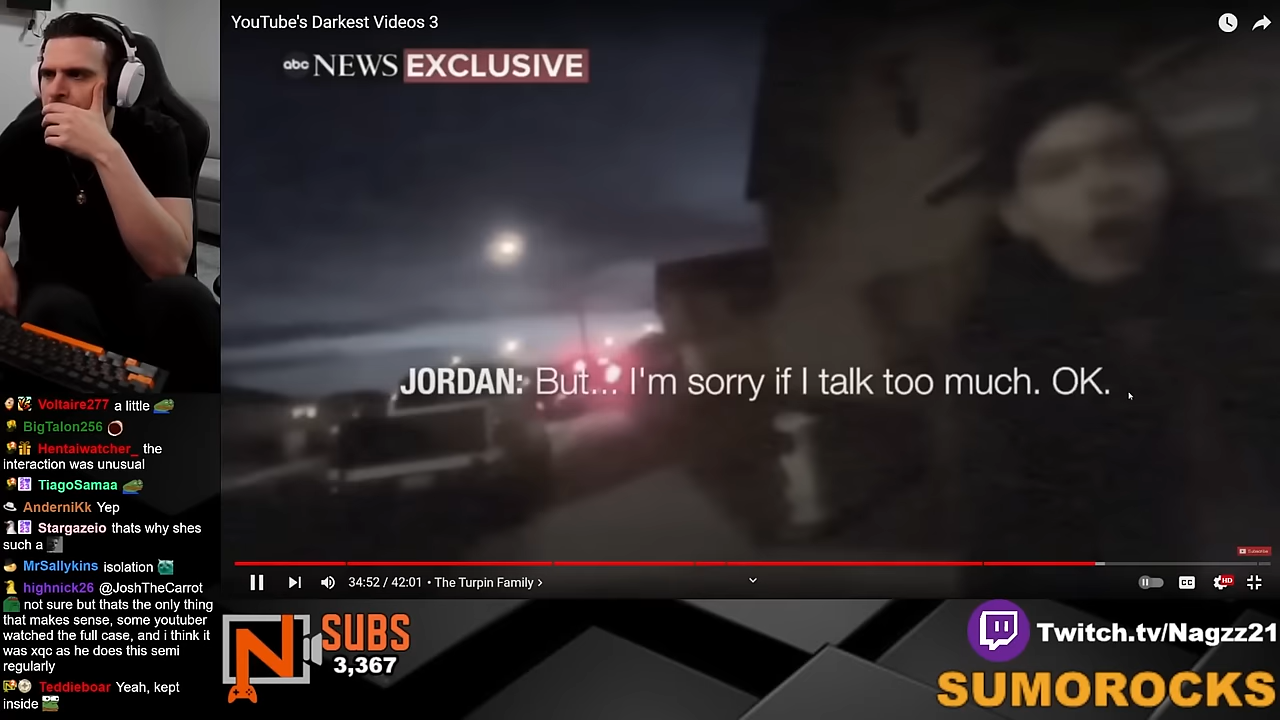 YouTube's Darkest Videos 3
abc NEWS EXCLUSIVE
JORDAN: But... I'm sorry if I talk too much. OK.
Subscribe
34:52 / 42:01 • The Turpin Family ›
CC
HD
Voltaire277 a little
BigTalon256
Hentaiwatcher_ the
interaction was unusual
TiagoSamaa
AnderniKk Yep
Stargazeio thats why shes
such a
MrSallykins isolation
highnick26 @JoshTheCarrot
not sure but thats the only thing
that makes sense, some youtuber
watched the full case, and i think it
was xqc as he does this semi
regularly
Teddieboar Yeah, kept
inside
N
SUBS
3,367
Twitch.tv/Nagzz21
SUMOROCKS